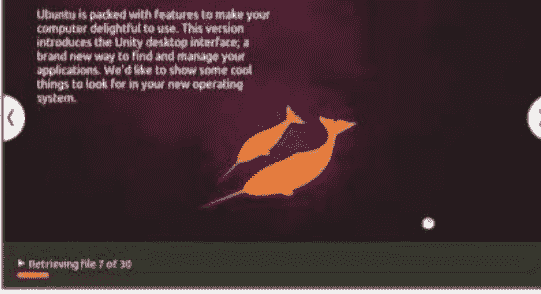 Ubuntu is packed with features to make your
computer delightful to use. This version
introduces the Unity desktop interface; a
brand new way to find and manage your
applications. We'd like to show some cool
things to look for in your new operating
system.
Retrieving file 7 of 30